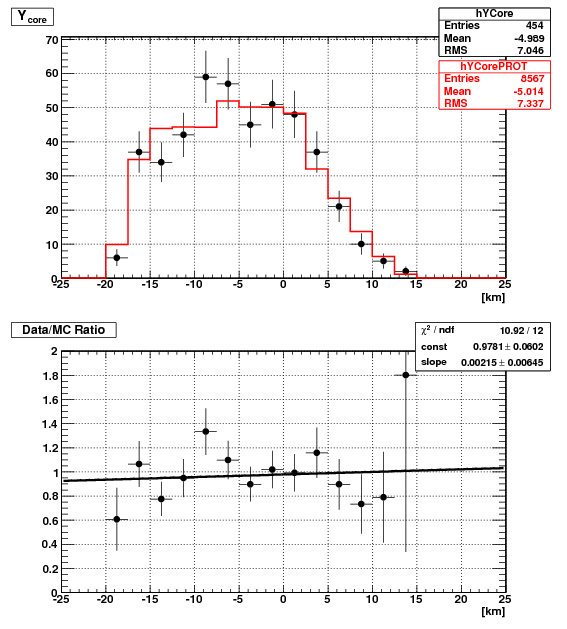 Y core
hYCore
Entries 454
Mean -4.989
RMS 7.046
hYCorePROT
Entries 8567
Mean -5.014
RMS 7.337
70
60
50
40
30
20
10
0
-25 -20 -15 -10 -5 0 5 10 15 20 25
[km]
Data/MC Ratio
χ² / ndf 10.92 / 12
const 0.9781 ± 0.0602
slope 0.00215 ± 0.00645
2
1.8
1.6
1.4
1.2
1
0.8
0.6
0.4
0.2
0
-25 -20 -15 -10 -5 0 5 10 15 20 25
[km]